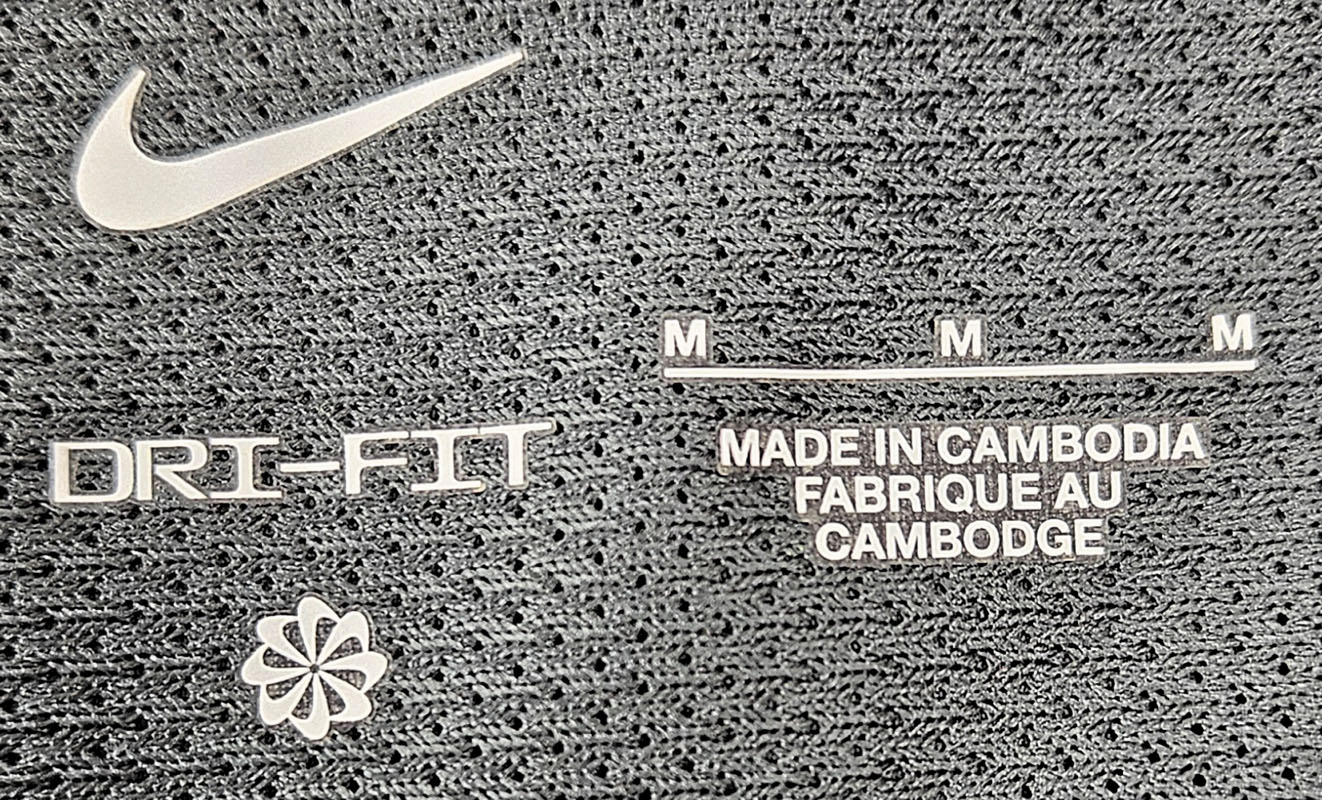 DRI-FIT
M M M
MADE IN CAMBODIA
FABRIQUE AU
CAMBODGE